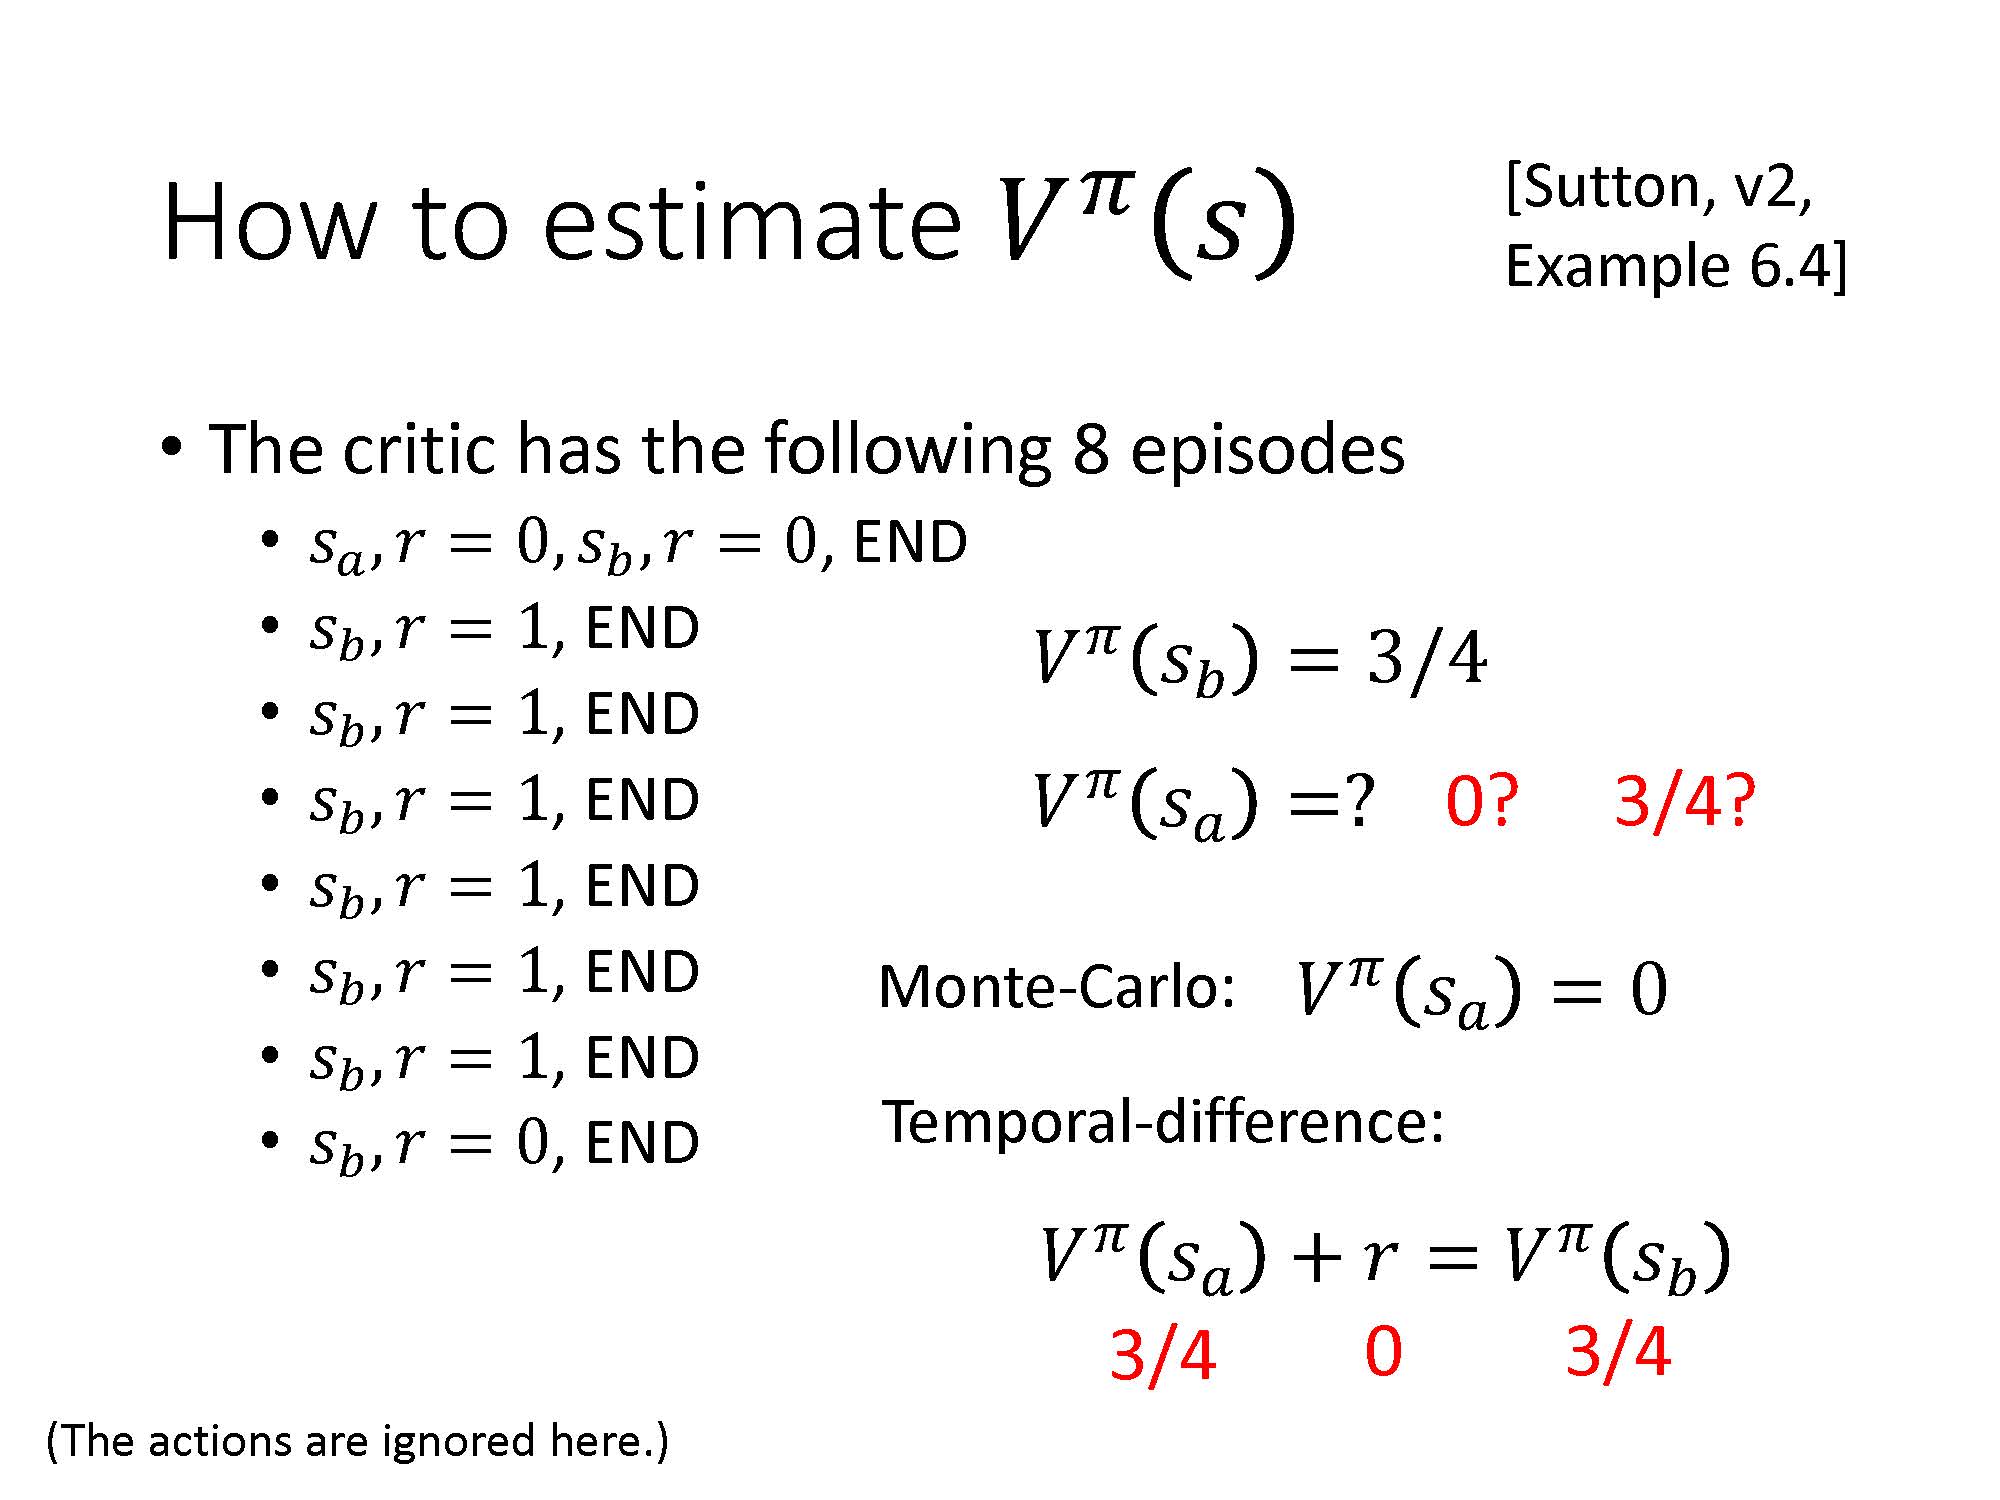 How to estimate $V^{\pi}(s)$
[Sutton, v2,
Example 6.4]
• The critic has the following 8 episodes
• $s_a, r = 0, s_b, r = 0$, END
• $s_b, r = 1$, END
• $s_b, r = 1$, END
• $s_b, r = 1$, END
• $s_b, r = 1$, END
• $s_b, r = 1$, END
• $s_b, r = 1$, END
• $s_b, r = 0$, END
$V^{\pi}(s_b) = 3/4$
$V^{\pi}(s_a) =?$ 0? 3/4?
Monte-Carlo: $V^{\pi}(s_a) = 0$
Temporal-difference:
$V^{\pi}(s_a) + r = V^{\pi}(s_b)$
3/4 0 3/4
(The actions are ignored here.)